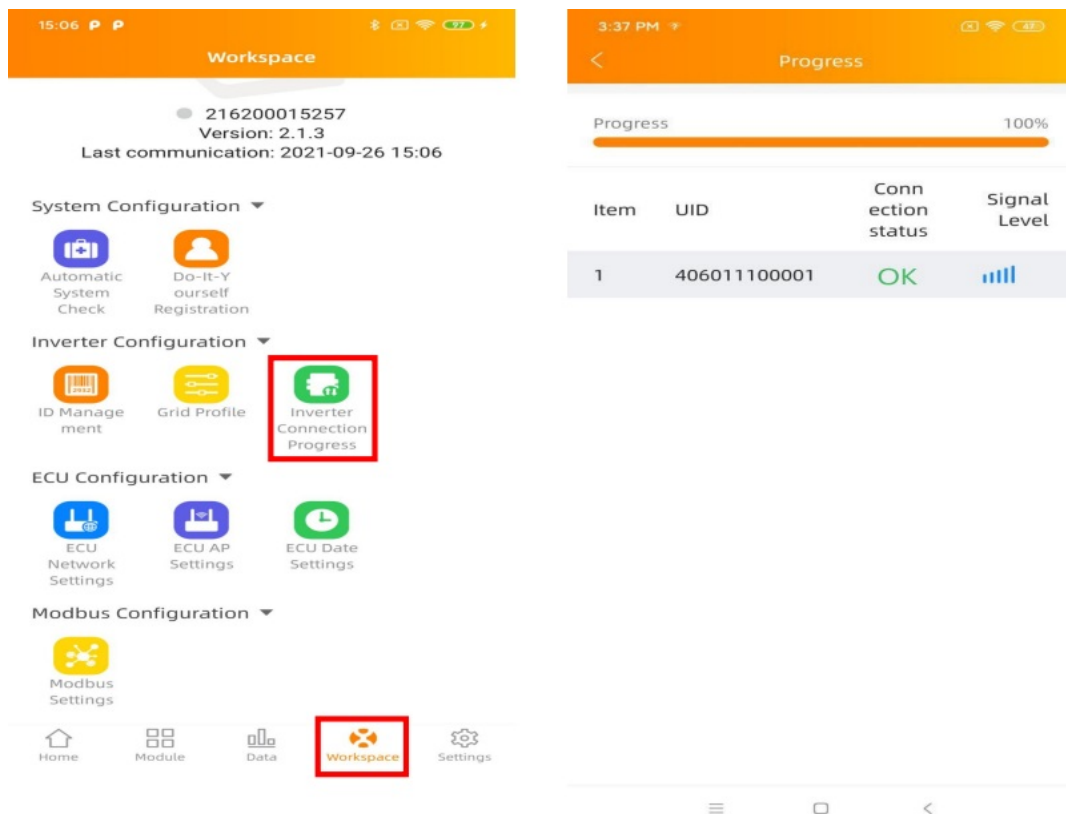 15:06 P P 97
Workspace
216200015257
Version: 2.1.3
Last communication: 2021-09-26 15:06
System Configuration
Automatic
System
Check
Do-It-Y
ourself
Registration
Inverter Configuration
ID Manage
ment
Grid Profile
Inverter
Connection
Progress
ECU Configuration
ECU
Network
Settings
ECU AP
Settings
ECU Date
Settings
Modbus Configuration
Modbus
Settings
Home Module Data Workspace Settings
3:37 PM 47
Progress
Progress 100%
Item UID
Conn
ection
status
Signal
Level
1 406011100001 OK